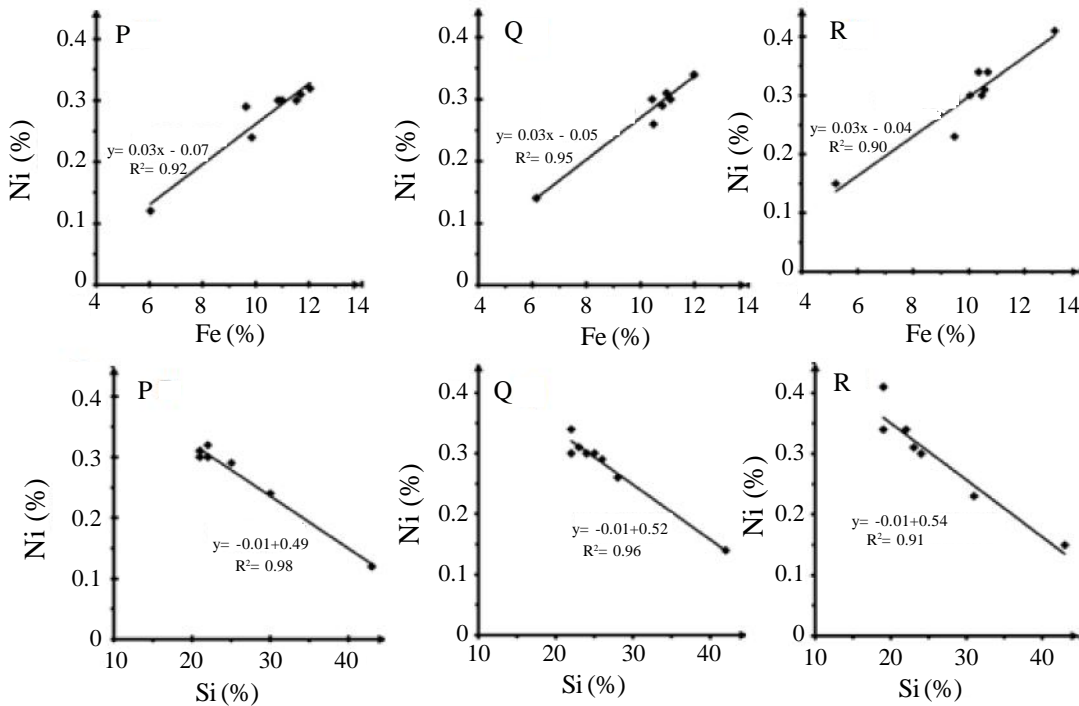 P
0.4
0.3
0.2
0.1
0
Ni (%)
y= 0.03x - 0.07
R²= 0.92
4 6 8 10 12 14
Fe (%)
Q
0.4
0.3
0.2
0.1
0
Ni (%)
y= 0.03x - 0.05
R²= 0.95
4 6 8 10 12 14
Fe (%)
R
0.4
0.3
0.2
0.1
0
Ni (%)
y= 0.03x - 0.04
R²= 0.90
4 6 8 10 12 14
Fe (%)
P
0.4
0.3
0.2
0.1
0
Ni (%)
y= -0.01+0.49
R²= 0.98
10 20 30 40
Si (%)
Q
0.4
0.3
0.2
0.1
0
Ni (%)
y= -0.01+0.52
R²= 0.96
10 20 30 40
Si (%)
R
0.4
0.3
0.2
0.1
0
Ni (%)
y= -0.01+0.54
R²= 0.91
10 20 30 40
Si (%)